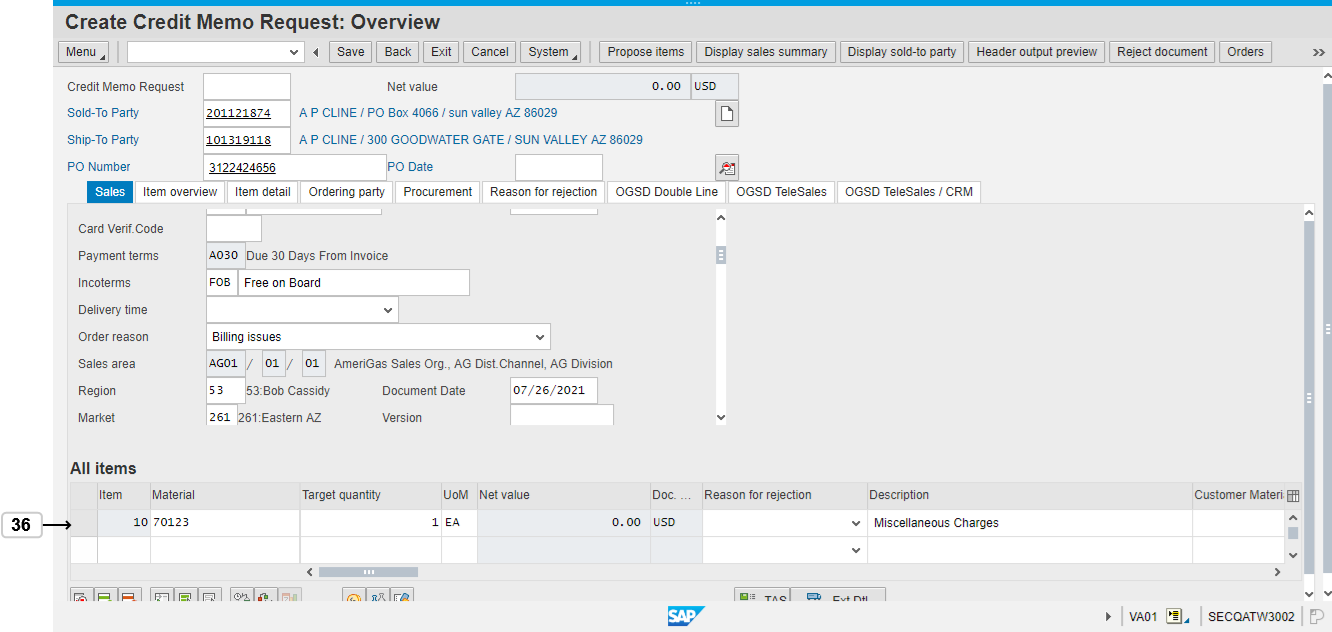 Create Credit Memo Request: Overview
Menu Save Back Exit Cancel System Propose items Display sales summary Display sold-to party Header output preview Reject document Orders
Credit Memo Request Net value 0.00 USD
Sold-To Party 201121874 A P CLINE / PO Box 4066 / sun valley AZ 86029
Ship-To Party 101319118 A P CLINE / 300 GOODWATER GATE / SUN VALLEY AZ 86029
PO Number 3122424656 PO Date
Sales Item overview Item detail Ordering party Procurement Reason for rejection OGSD Double Line OGSD TeleSales OGSD TeleSales / CRM
Card Verif.Code
Payment terms A030 Due 30 Days From Invoice
Incoterms FOB Free on Board
Delivery time
Order reason Billing issues
Sales area AG01 / 01 / 01 AmeriGas Sales Org., AG Dist.Channel, AG Division
Region 53 53:Bob Cassidy Document Date 07/26/2021
Market 261 261:Eastern AZ Version
All items
Item Material Target quantity UoM Net value Doc. ... Reason for rejection Description Customer Materi
36 10 70123 1 EA 0.00 USD Miscellaneous Charges
TAS Ext Dtl
SAP VA01 SECQATW3002